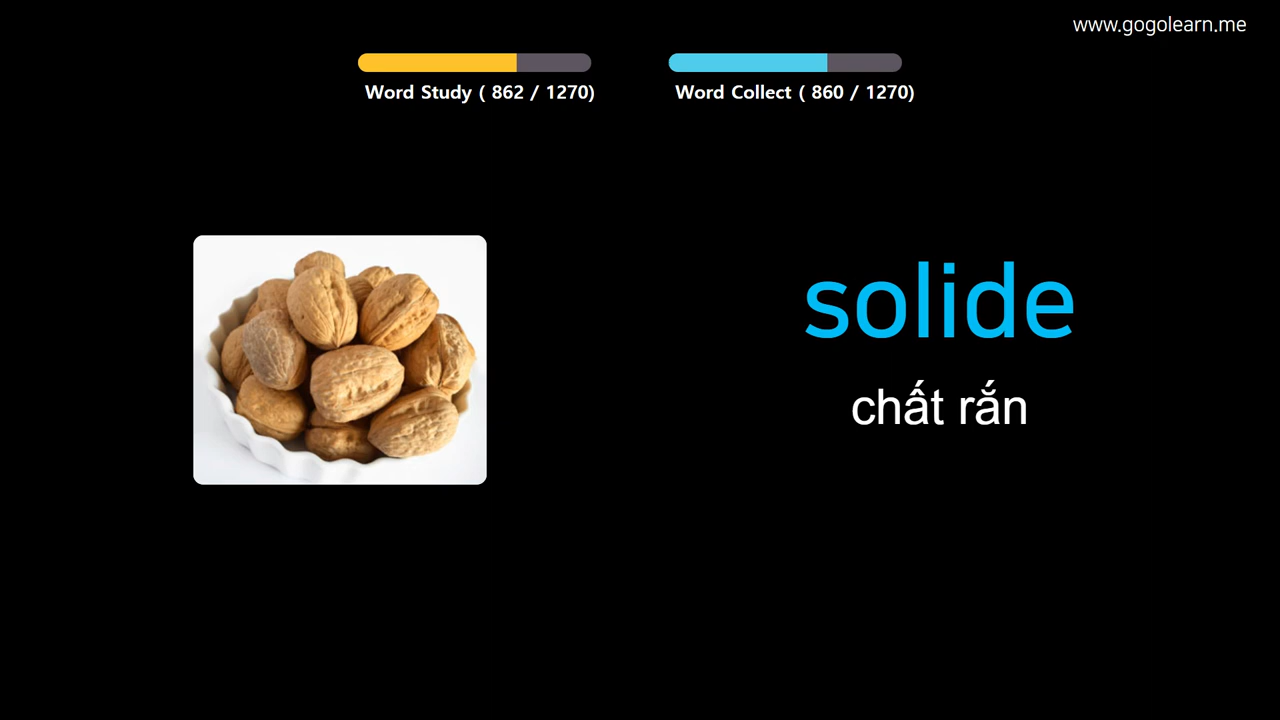 www.gogolearn.me
Word Study ( 862 / 1270)
Word Collect ( 860 / 1270)
solide
chất rắn